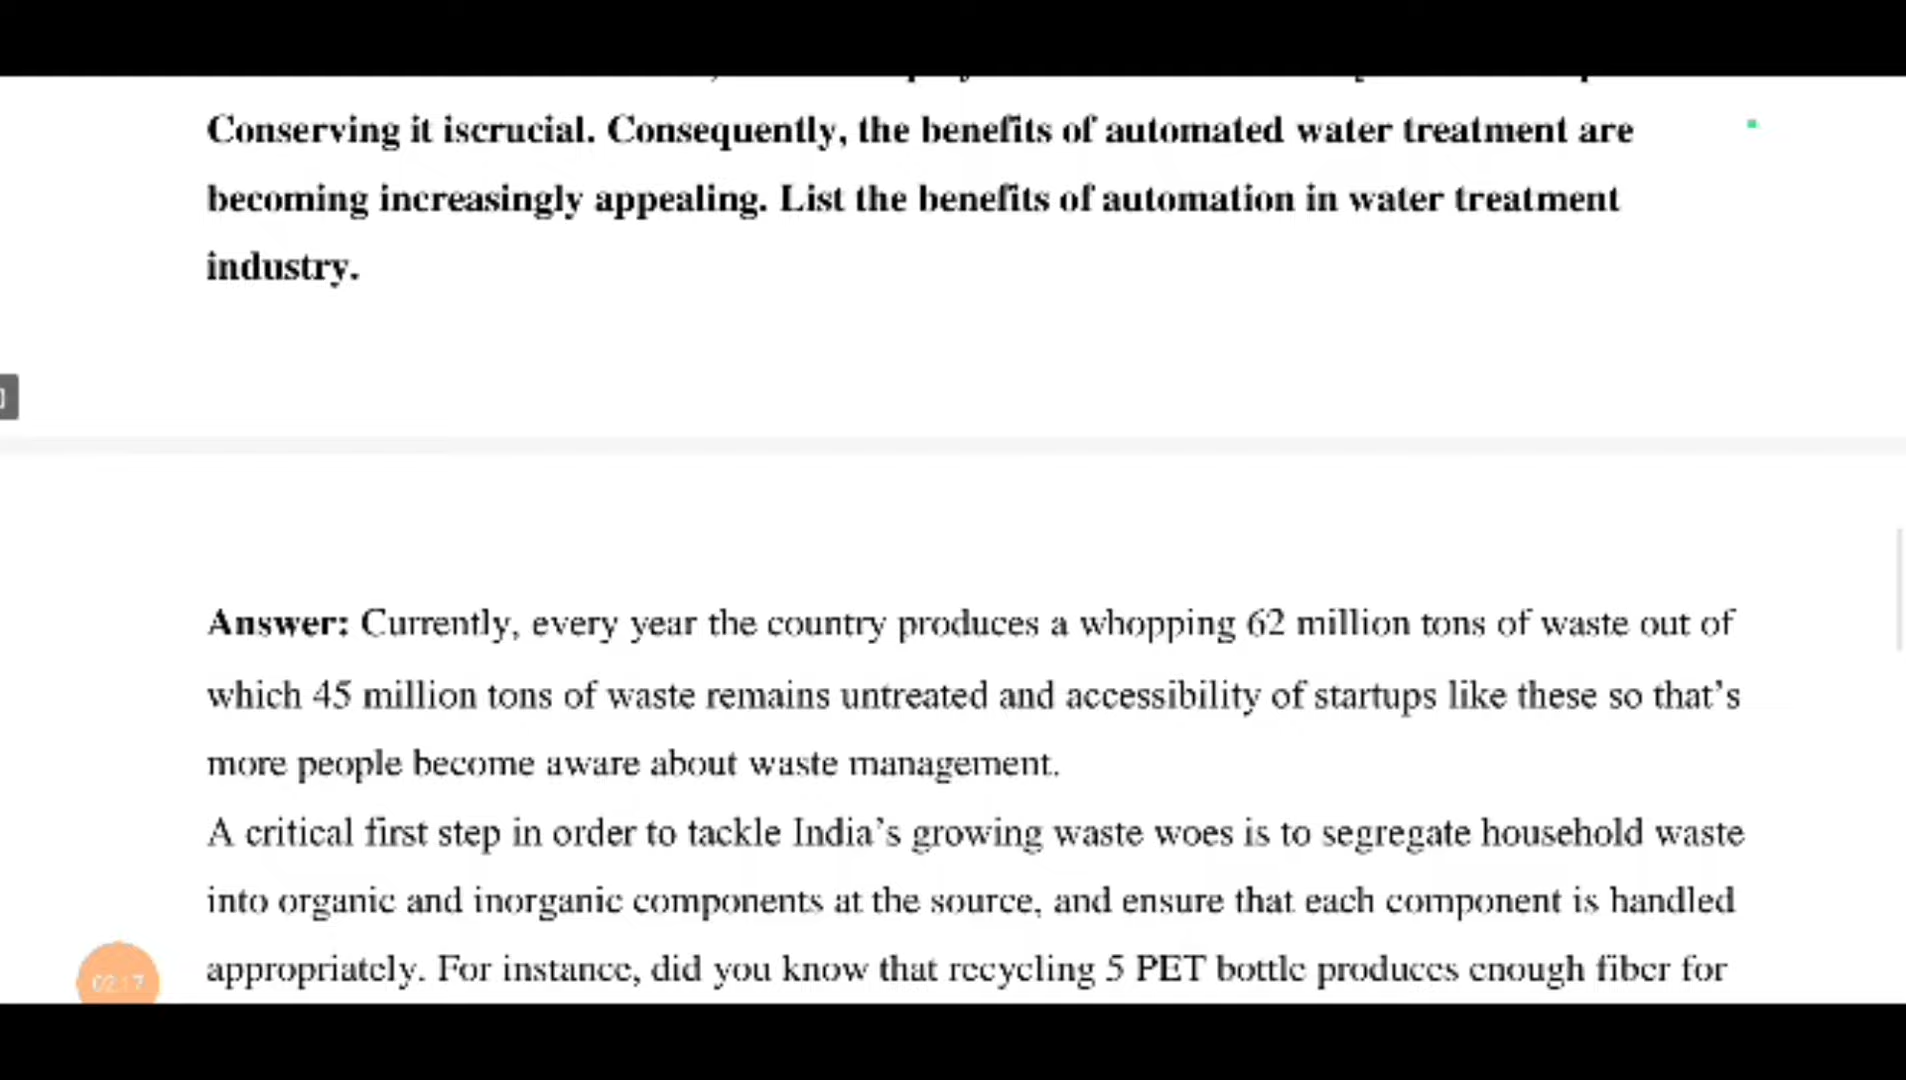 Conserving it iscrucial. Consequently, the benefits of automated water treatment are
becoming increasingly appealing. List the benefits of automation in water treatment
industry.
Answer: Currently, every year the country produces a whopping 62 million tons of waste out of
which 45 million tons of waste remains untreated and accessibility of startups like these so that’s
more people become aware about waste management.
A critical first step in order to tackle India’s growing waste woes is to segregate household waste
into organic and inorganic components at the source, and ensure that each component is handled
appropriately. For instance, did you know that recycling 5 PET bottle produces enough fiber for
02:17